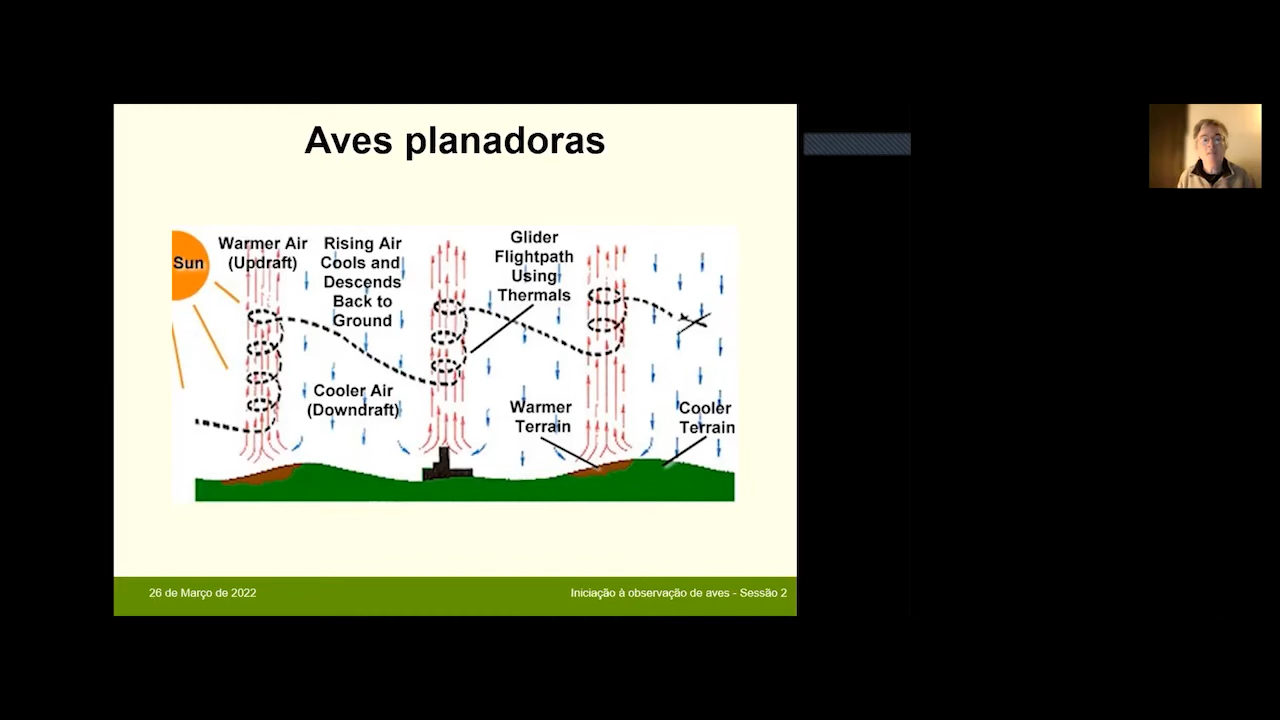 Aves planadoras
Sun
Warmer Air
(Updraft)
Rising Air
Cools and
Descends
Back to
Ground
Glider
Flightpath
Using
Thermals
Cooler Air
(Downdraft)
Warmer
Terrain
Cooler
Terrain
26 de Março de 2022
Iniciação à observação de aves - Sessão 2